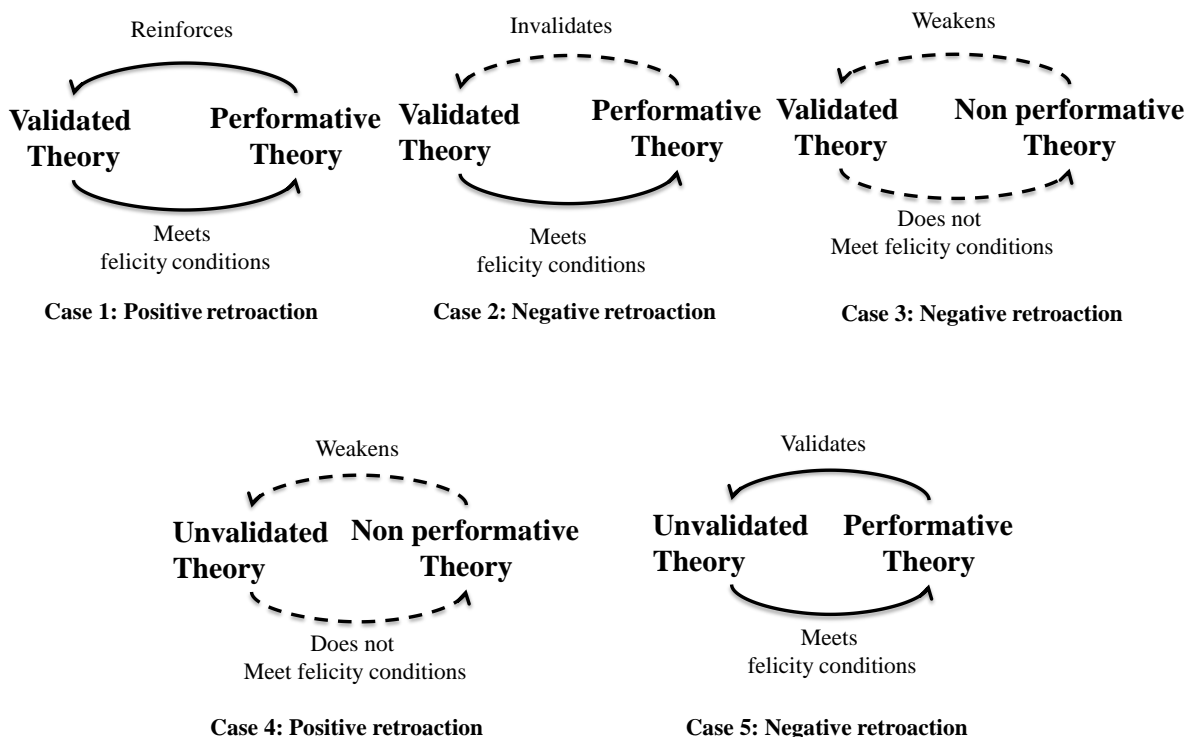 Reinforces
Validated
Theory
Performative
Theory
Meets
felicity conditions
Case 1: Positive retroaction
Invalidates
Validated
Theory
Performative
Theory
Meets
felicity conditions
Case 2: Negative retroaction
Weakens
Validated
Theory
Non performative
Theory
Does not
Meet felicity conditions
Case 3: Negative retroaction
Weakens
Unvalidated
Theory
Non performative
Theory
Does not
Meet felicity conditions
Case 4: Positive retroaction
Validates
Unvalidated
Theory
Performative
Theory
Meets
felicity conditions
Case 5: Negative retroaction